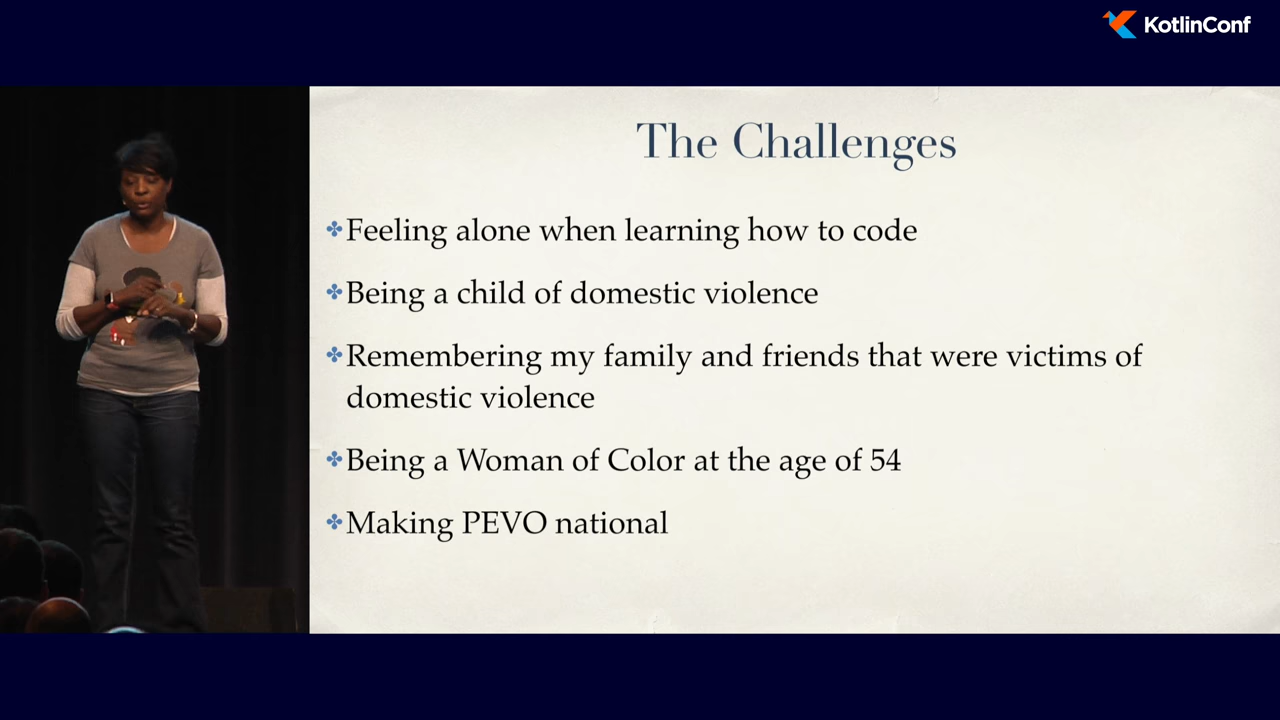 KotlinConf
The Challenges
Feeling alone when learning how to code
Being a child of domestic violence
Remembering my family and friends that were victims of
domestic violence
Being a Woman of Color at the age of 54
Making PEVO national